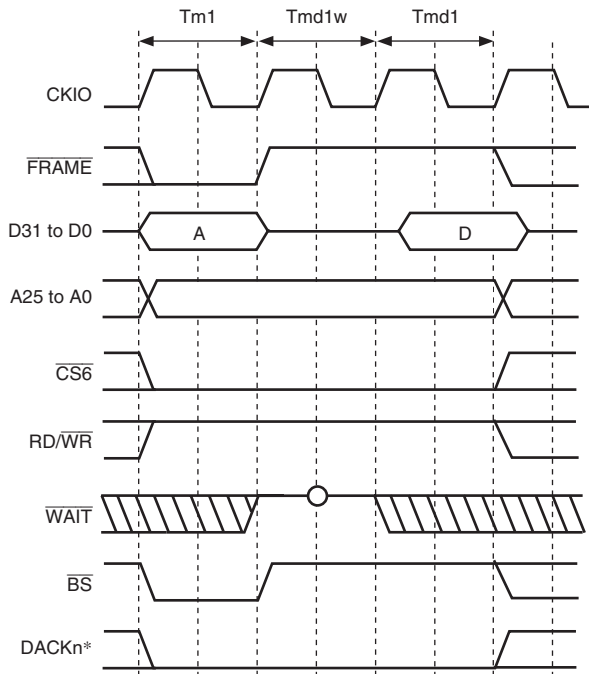 Tm1 Tmd1w Tmd1
CKIO
FRAME
D31 to D0 A D
A25 to A0
CS6
RD/WR
WAIT
BS
DACKn*